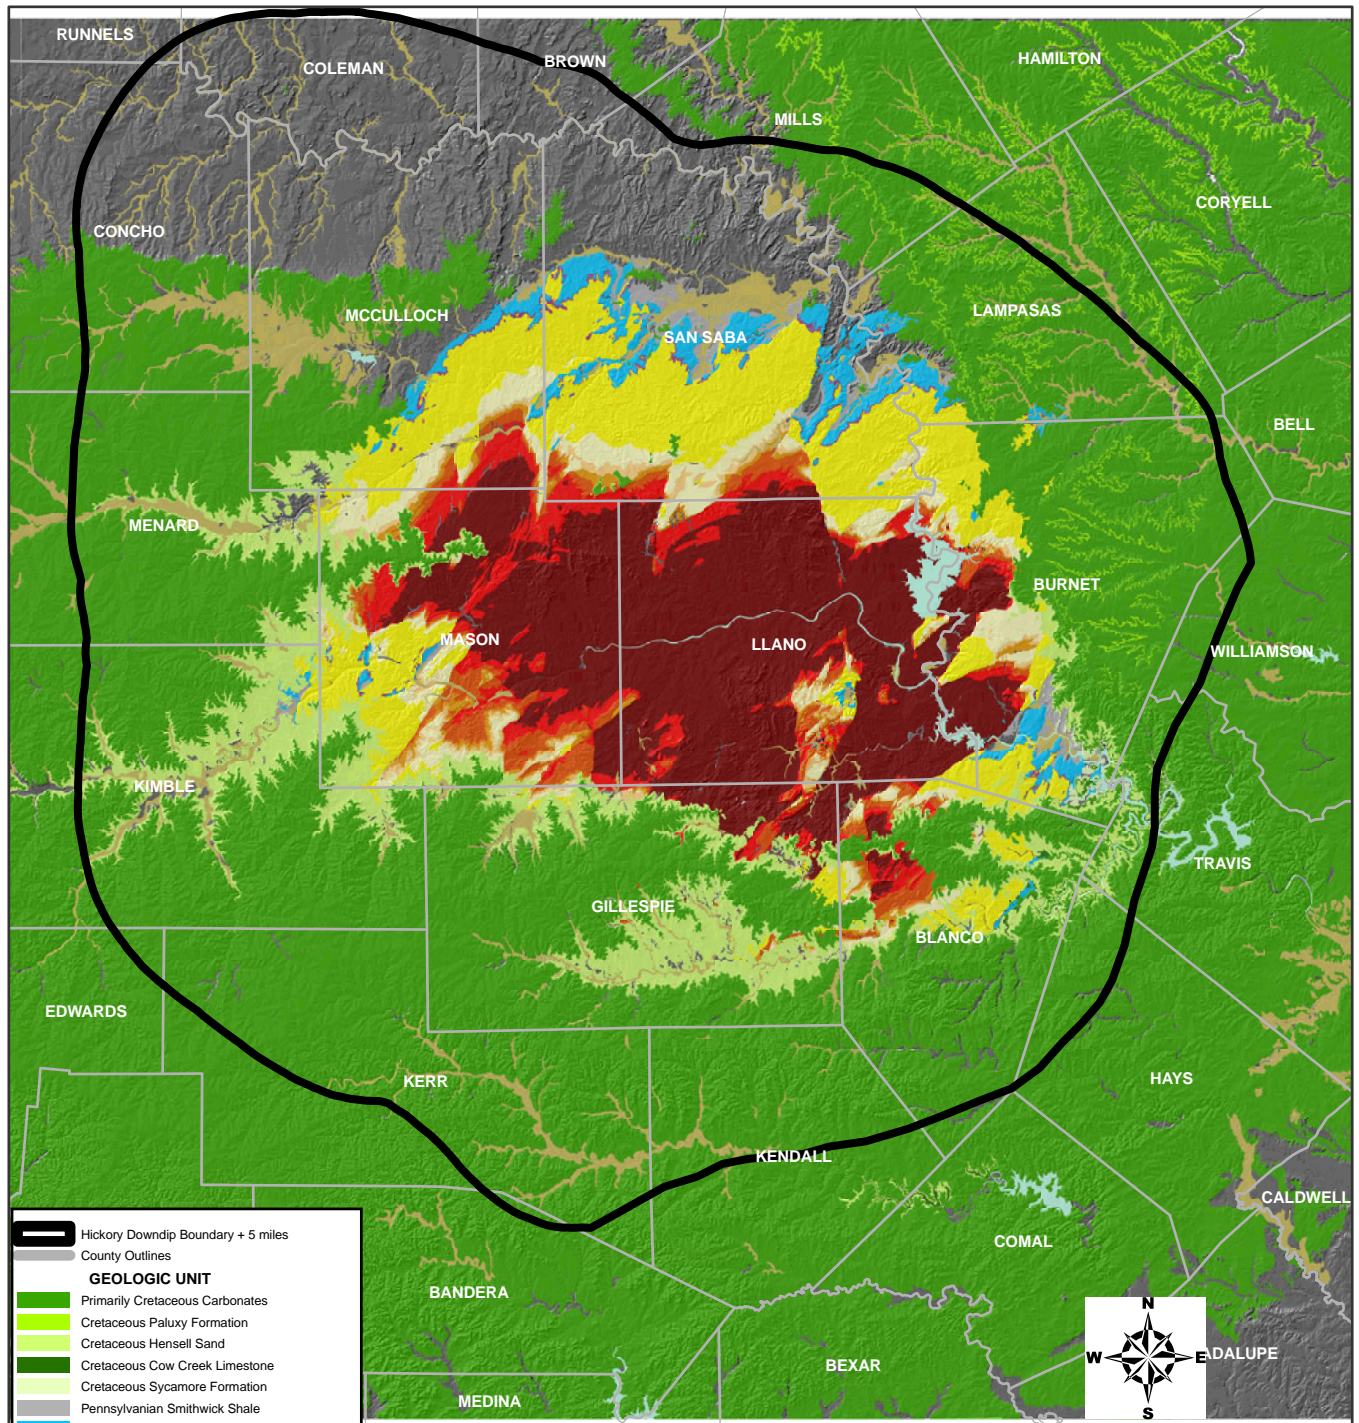 RUNNELS
COLEMAN
BROWN
HAMILTON
MILLS
CORYELL
CONCHO
MCCULLOCH
SAN SABA
LAMPASAS
BELL
MENARD
BURNET
MASON
LLANO
WILLIAMSON
KIMBLE
TRAVIS
GILLESPIE
BLANCO
EDWARDS
KERR
HAYS
KENDALL
CALDWELL
COMAL
BANDERA
BEXAR
ADALUPE
MEDINA
N
W
E
S
Hickory Downdip Boundary + 5 miles
County Outlines
GEOLOGIC UNIT
Primarily Cretaceous Carbonates
Cretaceous Paluxy Formation
Cretaceous Hensell Sand
Cretaceous Cow Creek Limestone
Cretaceous Sycamore Formation
Pennsylvanian Smithwick Shale